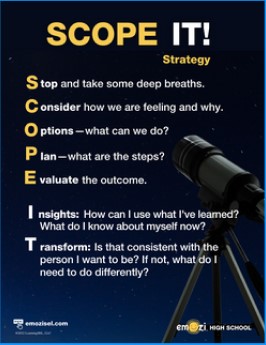 SCOPE IT!
Strategy
Stop and take some deep breaths.
Consider how we are feeling and why.
Options—what can we do?
Plan—what are the steps?
Evaluate the outcome.
Insights: How can I use what I've learned?
What do I know about myself now?
Transform: Is that consistent with the
person I want to be? If not, what do I
need to do differently?
emozisel.com
emozi HIGH SCHOOL